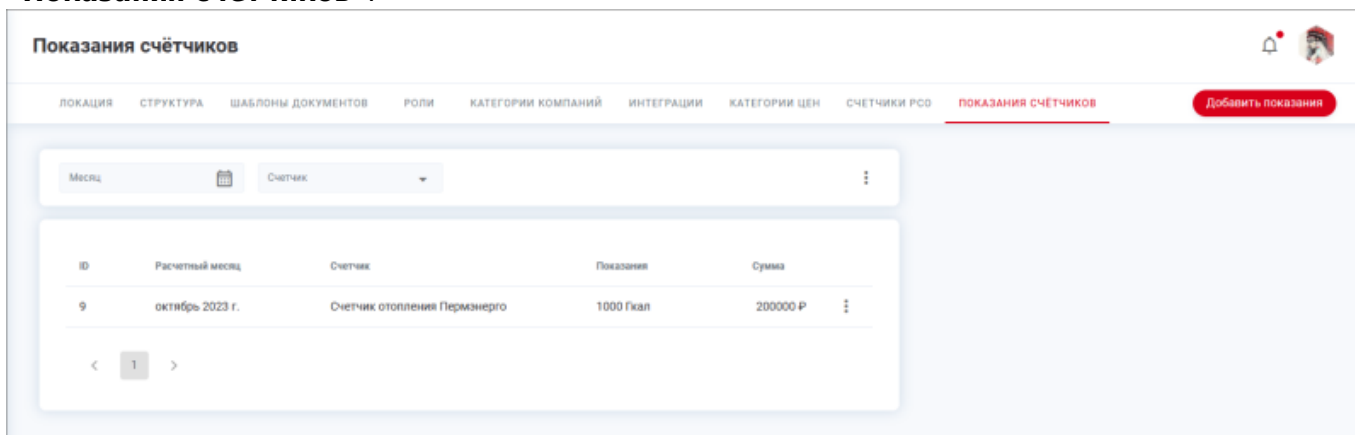 Показания счётчиков
ЛОКАЦИЯ СТРУКТУРА ШАБЛОНЫ ДОКУМЕНТОВ РОЛИ КАТЕГОРИИ КОМПАНИЙ ИНТЕГРАЦИИ КАТЕГОРИИ ЦЕН СЧЕТЧИКИ РСО ПОКАЗАНИЯ СЧЁТЧИКОВ Добавить показания
Месяц Счетчик
ID Расчетный месяц Счетчик Показания Сумма
9 октябрь 2023 г. Счетчик отопления Пермэнерго 1000 Гкал 200000 ₽
< 1 >